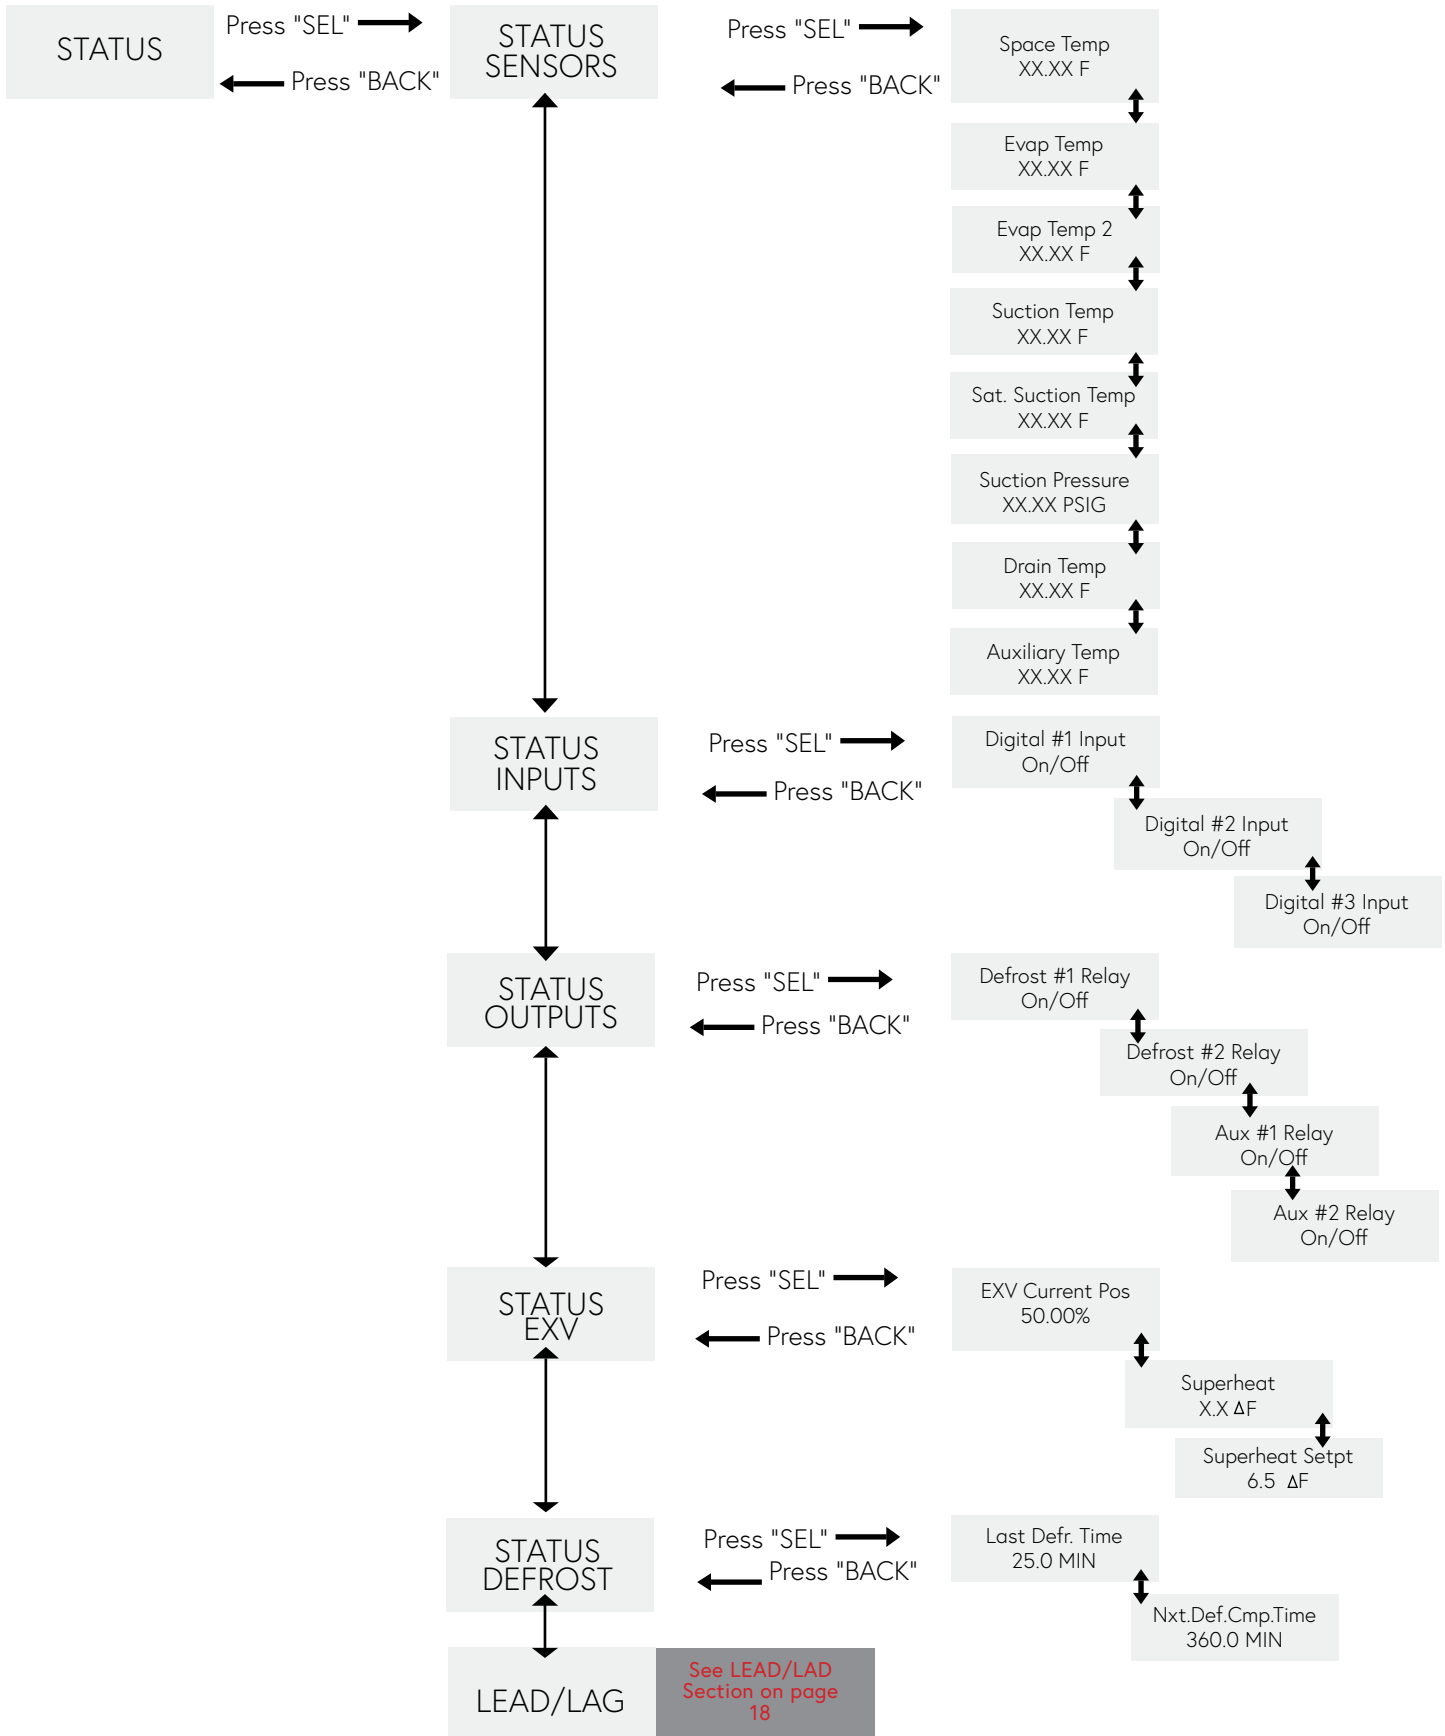 STATUS
Press "SEL"
Press "BACK"
STATUS
SENSORS
Press "SEL"
Press "BACK"
Space Temp
XX.XX F
Evap Temp
XX.XX F
Evap Temp 2
XX.XX F
Suction Temp
XX.XX F
Sat. Suction Temp
XX.XX F
Suction Pressure
XX.XX PSIG
Drain Temp
XX.XX F
Auxiliary Temp
XX.XX F
STATUS
INPUTS
Press "SEL"
Press "BACK"
Digital #1 Input
On/Off
Digital #2 Input
On/Off
Digital #3 Input
On/Off
STATUS
OUTPUTS
Press "SEL"
Press "BACK"
Defrost #1 Relay
On/Off
Defrost #2 Relay
On/Off
Aux #1 Relay
On/Off
Aux #2 Relay
On/Off
STATUS
EXV
Press "SEL"
Press "BACK"
EXV Current Pos
50.00%
Superheat
X.X ΔF
Superheat Setpt
6.5 ΔF
STATUS
DEFROST
Press "SEL"
Press "BACK"
Last Defr. Time
25.0 MIN
Nxt.Def.Cmp.Time
360.0 MIN
LEAD/LAG
See LEAD/LAD
Section on page
18